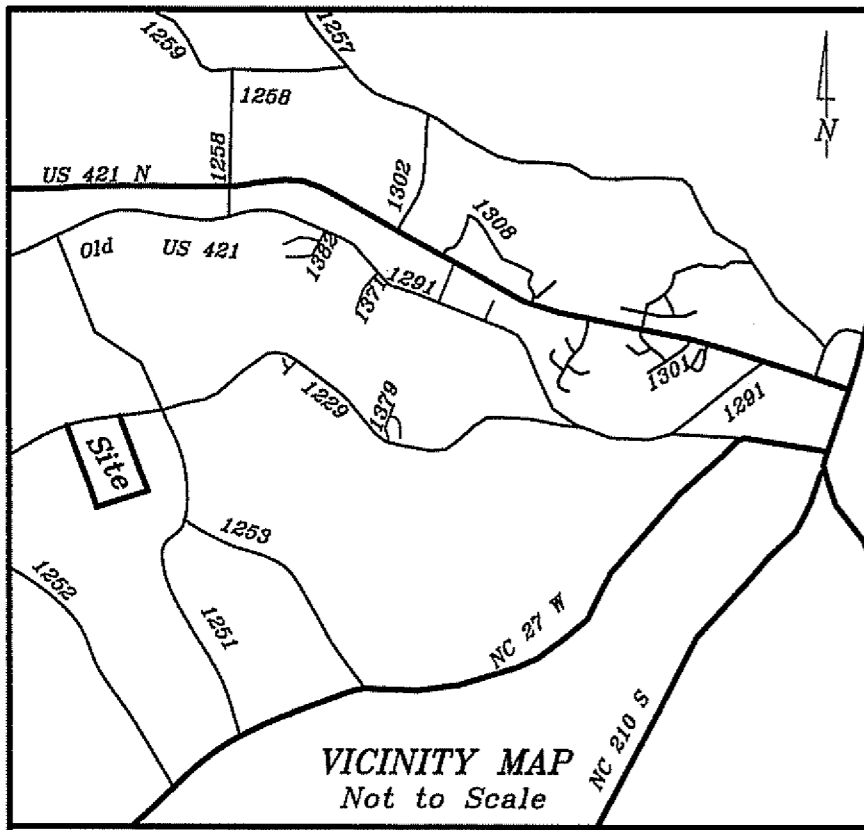 1259
1257
1258
1258
N
US 421 N
1302
1308
Old US 421
1382
1371
1291
1301
1291
1229
1379
Site
1253
1252
1251
NC 27 W
NC 210 S
VICINITY MAP
Not to Scale